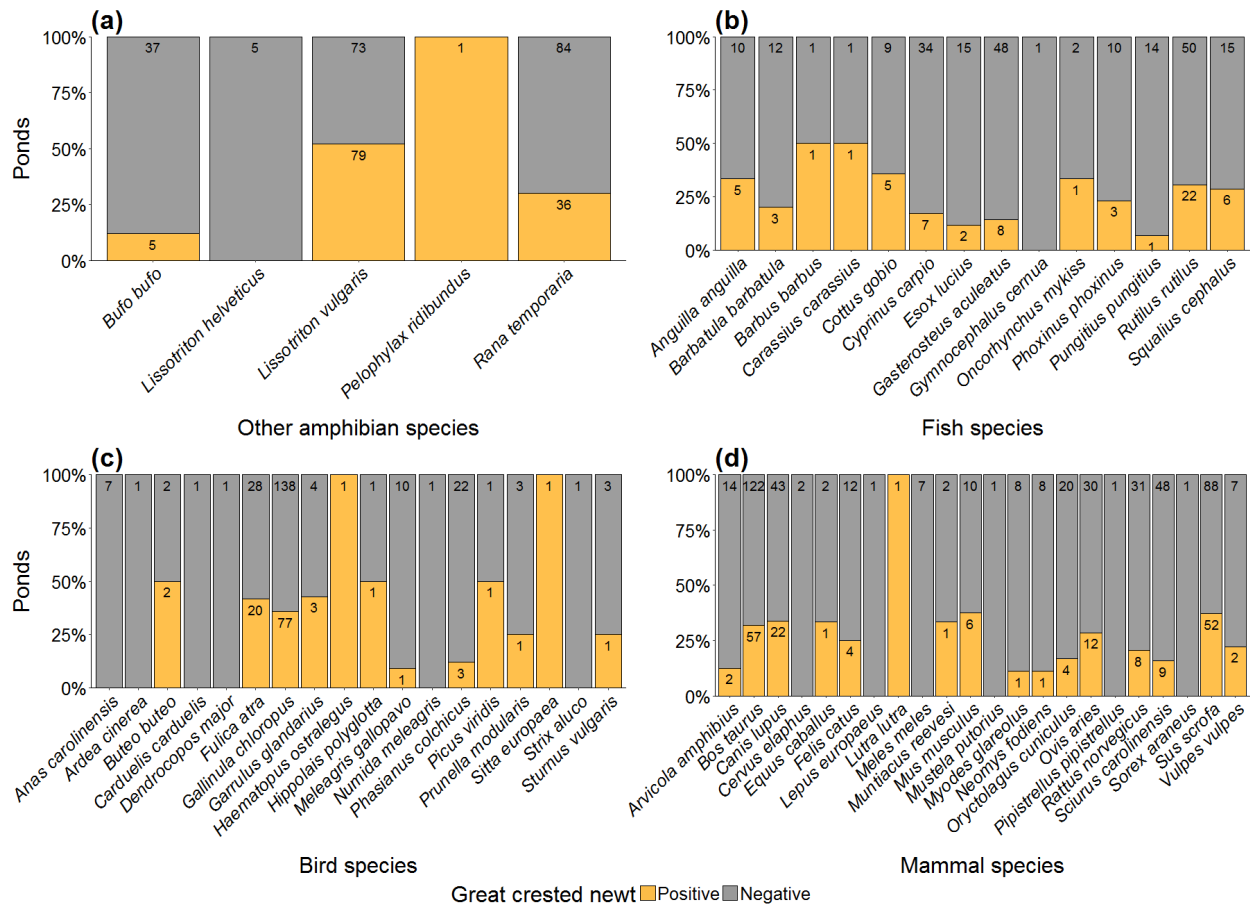 (a)
100%
75%
50%
25%
0%
Ponds
37 5 73 1 84
79
36
5
Bufo bufo
Lissotriton helveticus
Lissotriton vulgaris
Pelophylax ridibundus
Rana temporaria
Other amphibian species
(b)
100%
75%
50%
25%
0%
10 12 1 1 9 34 15 48 1 2 10 14 50 15
5 3 1 1 5 7 2 8 1 3 1 22 6
Anguilla anguilla
Barbatula barbatula
Barbus barbus
Carassius carassius
Cottus gobio
Cyprinus carpio
Esox lucius
Gasterosteus aculeatus
Gymnocephalus cernua
Oncorhynchus mykiss
Phoxinus phoxinus
Pungitius pungitius
Rutilus rutilus
Squalius cephalus
Fish species
(c)
100%
75%
50%
25%
0%
Ponds
7 1 2 1 1 28 138 4 1 1 10 1 22 1 3 1 1 3
2 20 77 3 1 1 3 1 1 1
Anas carolinensis
Ardea cinerea
Buteo buteo
Carduelis carduelis
Dendrocopos major
Fulica atra
Gallinula chloropus
Garrulus glandarius
Haematopus ostralegus
Hippolais polyglotta
Meleagris gallopavo
Numida meleagris
Phasianus colchicus
Picus viridis
Prunella modularis
Sitta europaea
Strix aluco
Sturnus vulgaris
Bird species
(d)
100%
75%
50%
25%
0%
14 122 43 2 2 12 1 1 7 2 10 1 8 8 20 30 1 31 48 1 88 7
2 57 22 1 4 1 6 1 1 4 12 8 9 52 2
Arvicola amphibius
Bos taurus
Canis lupus
Cervus elaphus
Equus caballus
Felis catus
Lepus europaeus
Lutra lutra
Meles meles
Muntiacus reevesi
Mus musculus
Mustela putorius
Myodes glareolus
Neomys fodiens
Oryctolagus cuniculus
Ovis aries
Pipistrellus pipistrellus
Rattus norvegicus
Sciurus carolinensis
Sorex araneus
Sus scrofa
Vulpes vulpes
Mammal species
Great crested newt Positive Negative